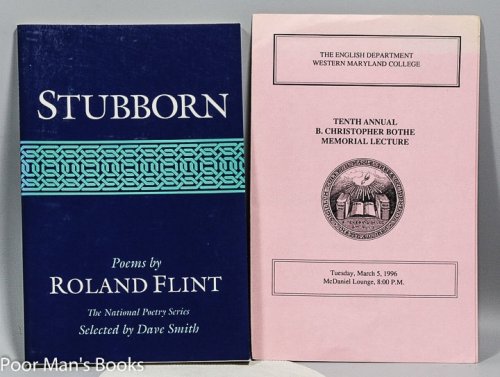 STUBBORN
Poems by
ROLAND FLINT
The National Poetry Series
Selected by Dave Smith
THE ENGLISH DEPARTMENT
WESTERN MARYLAND COLLEGE
TENTH ANNUAL
B. CHRISTOPHER BOTHE
MEMORIAL LECTURE
Tuesday, March 5, 1996
McDaniel Lounge, 8:00 P.M.
Poor Man's Books